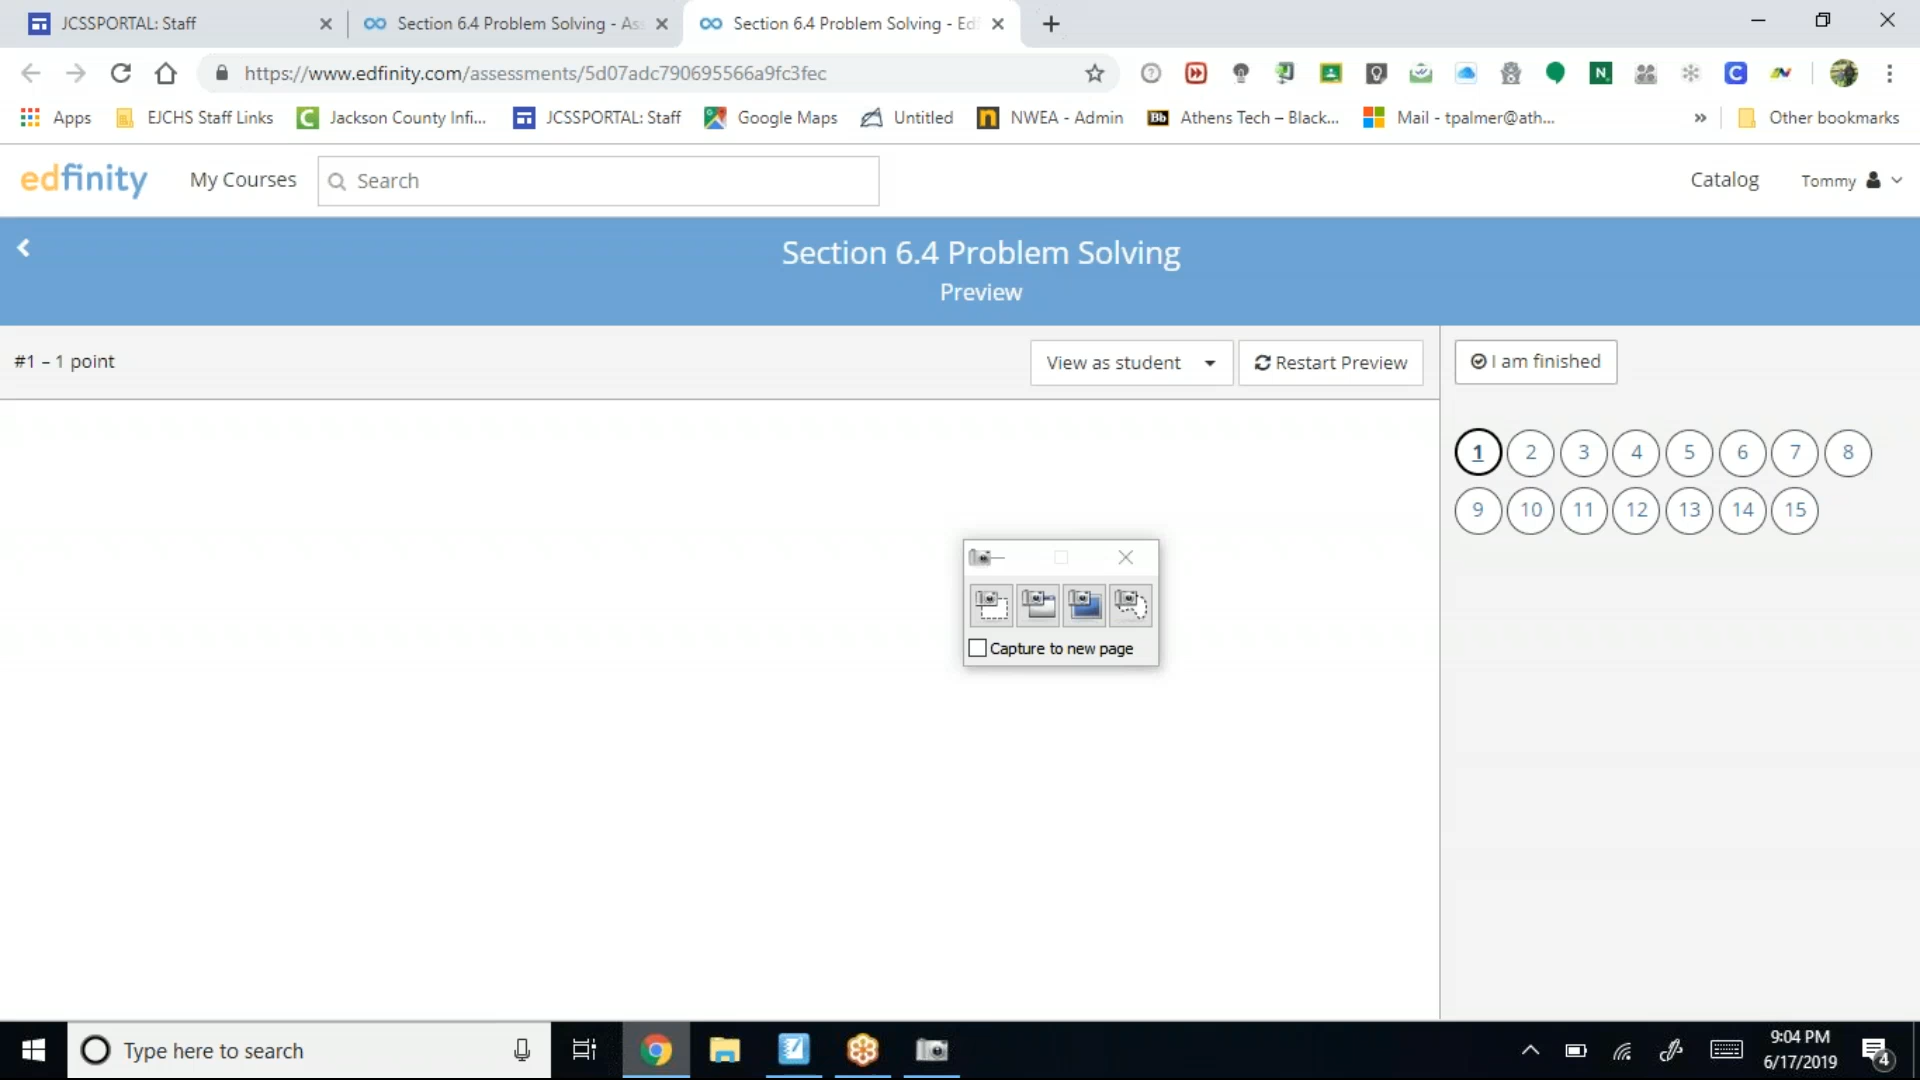 JCSSPORTAL: Staff
Section 6.4 Problem Solving - As
Section 6.4 Problem Solving - Ed
https://www.edfinity.com/assessments/5d07adc790695566a9fc3fec
Apps
EJCHS Staff Links
Jackson County Infi...
JCSSPORTAL: Staff
Google Maps
Untitled
NWEA - Admin
Bb
Athens Tech – Black...
Mail - tpalmer@ath...
»
Other bookmarks
edfinity
My Courses
Search
Catalog
Tommy
Section 6.4 Problem Solving
Preview
#1 – 1 point
View as student
Restart Preview
I am finished
1 2 3 4 5 6 7 8
9 10 11 12 13 14 15
Capture to new page
Type here to search
9:04 PM
6/17/2019
4